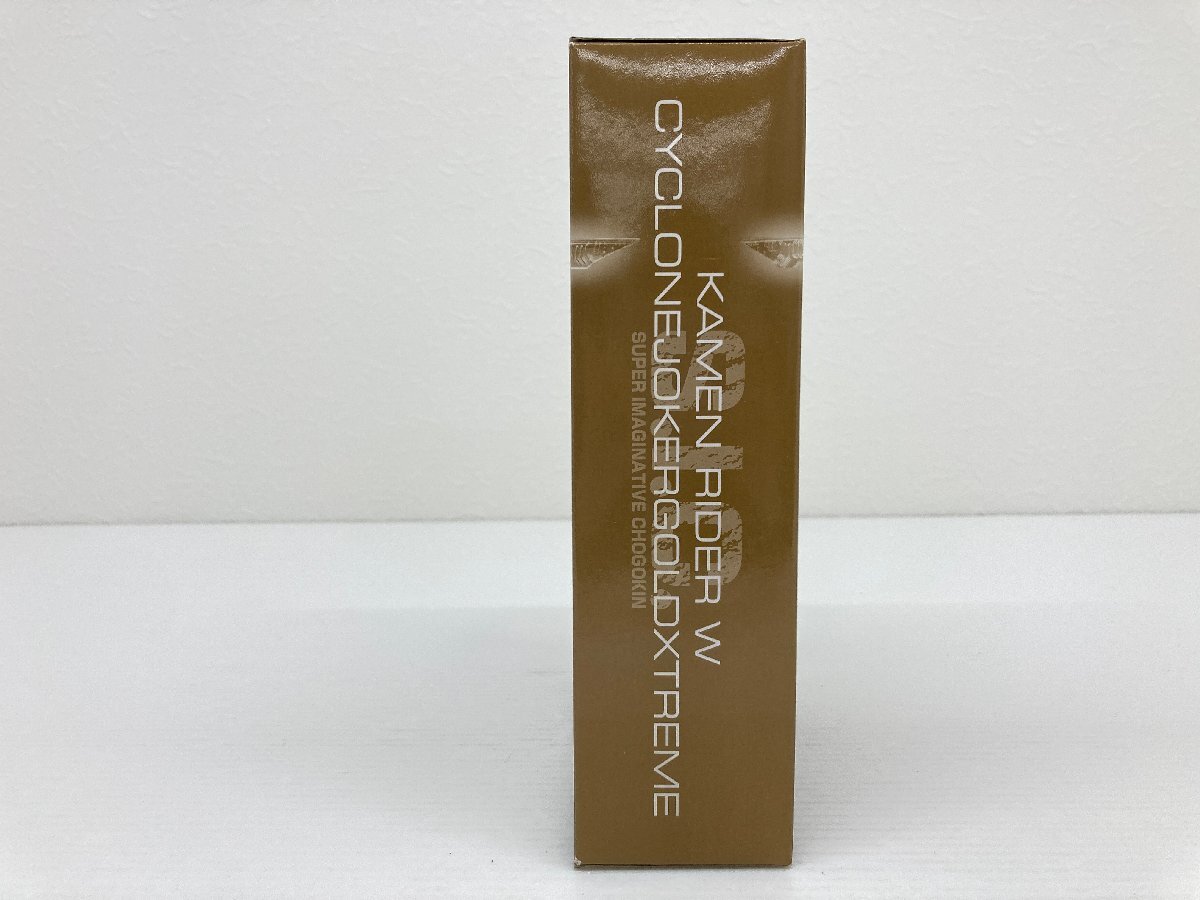 KAMEN RIDER W
CYCLONEJOKERGOLDXTREME
S.I.C.
SUPER IMAGINATIVE CHOGOKIN